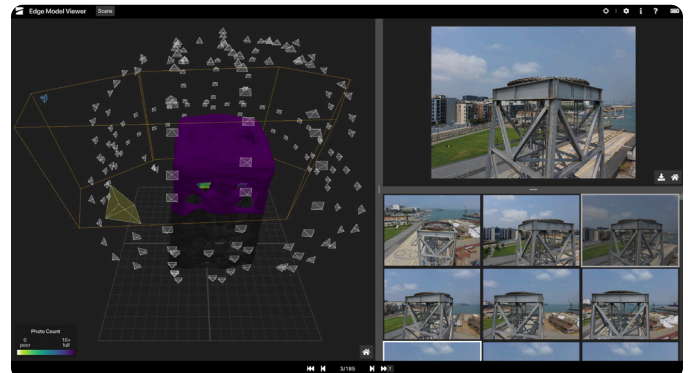 Edge Model Viewer Scans
i ?
Photo Count
0 10+
poor full
3/185